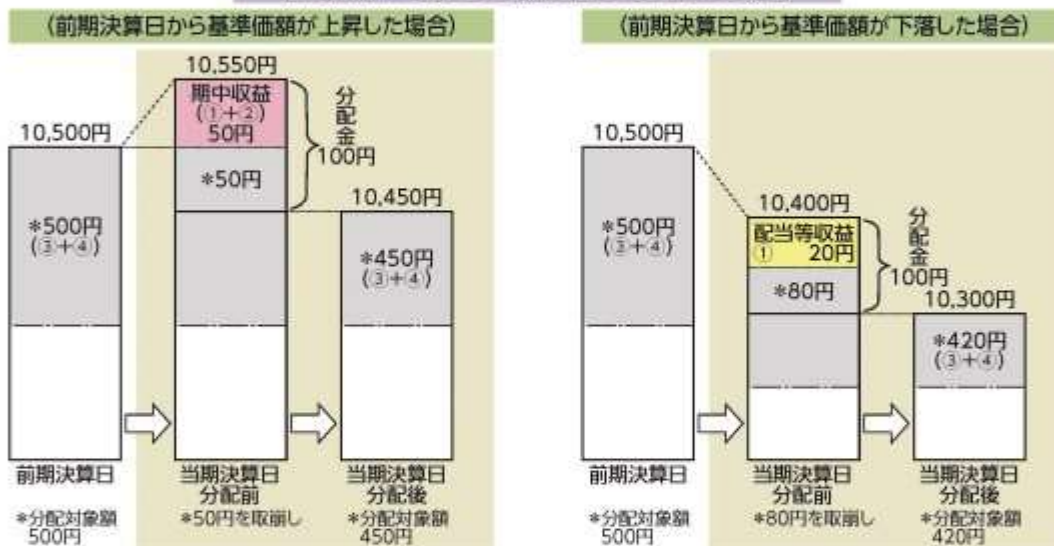 (前期決算日から基準価額が上昇した場合)
10,550円
期中収益
(①+②)
50円
分配金
100円
10,500円
*50円
10,450円
*500円
(③+④)
*450円
(③+④)
前期決算日
当期決算日
分配前
当期決算日
分配後
*分配対象額
500円
*50円を取崩し
*分配対象額
450円
(前期決算日から基準価額が下落した場合)
10,500円
10,400円
配当等収益
① 20円
分配金
100円
*80円
10,300円
*500円
(③+④)
*420円
(③+④)
前期決算日
当期決算日
分配前
当期決算日
分配後
*分配対象額
500円
*80円を取崩し
*分配対象額
420円